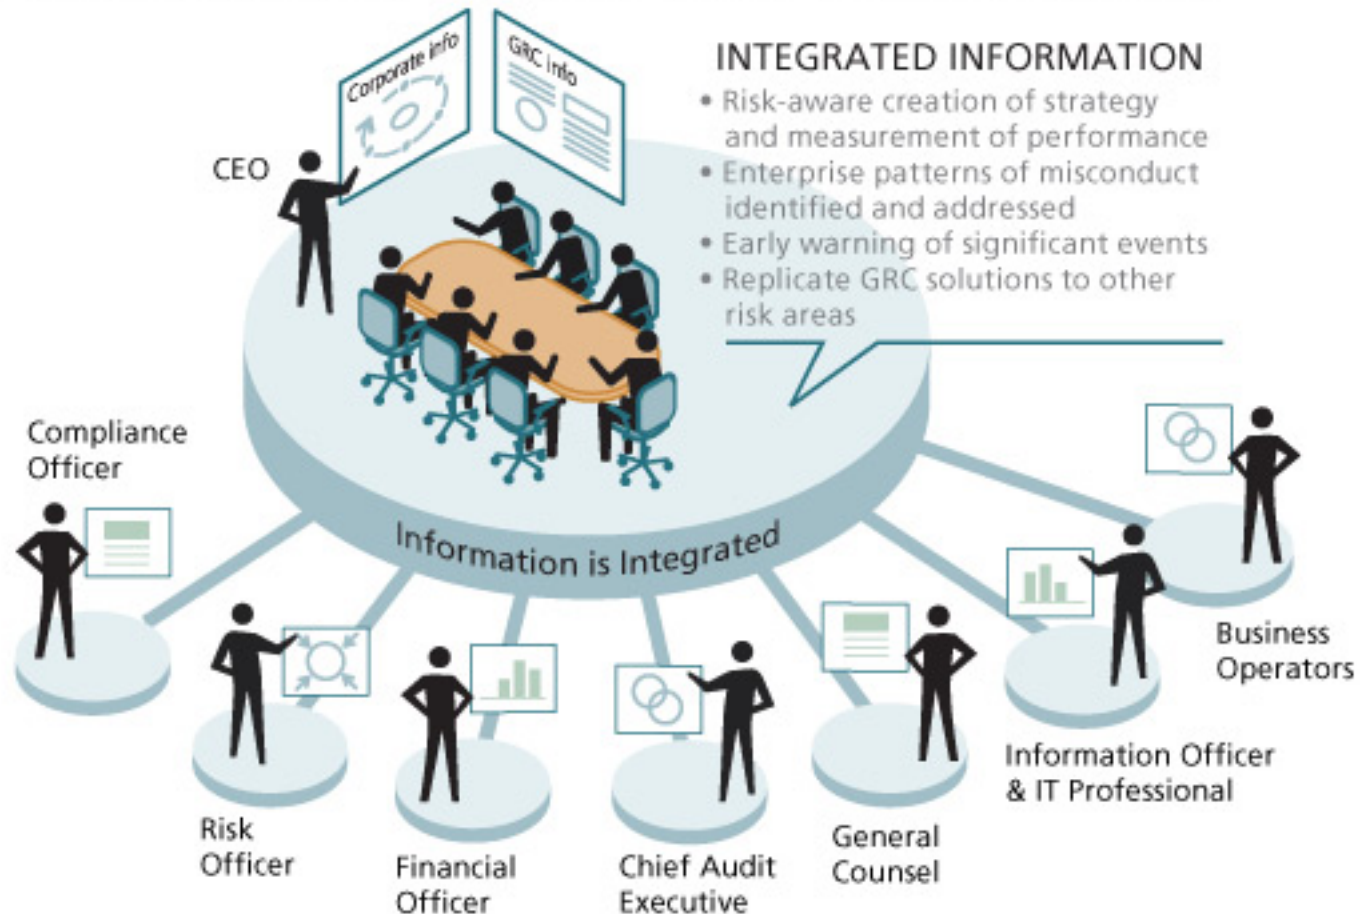 Corporate info
GRC info
INTEGRATED INFORMATION
• Risk-aware creation of strategy
and measurement of performance
• Enterprise patterns of misconduct
identified and addressed
• Early warning of significant events
• Replicate GRC solutions to other
risk areas
CEO
Compliance
Officer
Information is Integrated
Risk
Officer
Financial
Officer
Chief Audit
Executive
General
Counsel
Information Officer
& IT Professional
Business
Operators